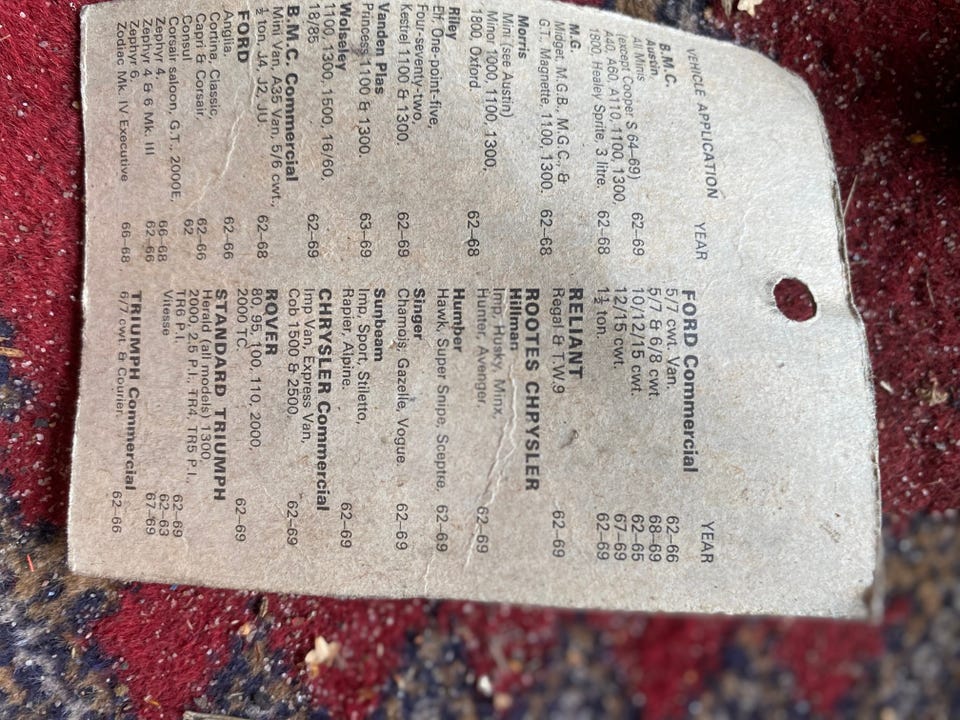 VEHICLE APPLICATION YEAR
B.M.C.
Austin
All Minis
(except Cooper S 64–69) 62–69
A40, A60, A110, 1100, 1300,
1800, Healey Sprite, 3 litre. 62–68
M.G.
Midget, M.G.B., M.G.C., &
G.T., Magnette, 1100, 1300. 62–68
Morris
Mini (see Austin)
Minor 1000, 1100, 1300,
1800, Oxford. 62–68
Riley
Elf, One-point-five,
Four-seventy-two,
Kestrel 1100 & 1300. 62–69
Vanden Plas
Princess 1100 & 1300. 63–69
Wolseley
1100, 1300, 1500, 16/60,
18/85 62–69
B.M.C. Commercial
Mini Van, A35 Van, 5/6 cwt.,
½ ton, J4, J2, JU. 62–68
FORD
Anglia, 62–66
Cortina, Classic,
Capri & Corsair, 62–66
Consul 62
Corsair saloon, G.T., 2000E, 66–68
Zephyr 4, 62–66
Zephyr 4 & 6 Mk. III
Zephyr 6,
Zodiac Mk. IV Executive 66–68
YEAR
FORD Commercial
5/7 cwt. Van. 62–66
5/7 & 6/8 cwt. 68–69
10/12/15 cwt. 62–65
12/15 cwt. 67–69
1½ ton. 62–69
RELIANT
Regal & T.W.9 62–69
ROOTES CHRYSLER
Hillman
Imp, Husky, Minx,
Hunter, Avenger. 62–69
Humber
Hawk, Super Snipe, Sceptre. 62–69
Singer
Chamois, Gazelle, Vogue 62–69
Sunbeam
Imp, Sport, Stiletto,
Rapier, Alpine. 62–69
CHRYSLER Commercial
Imp Van, Express Van,
Cob 1500 & 2500. 62–69
ROVER
80, 95, 100, 110, 2000,
2000 TC. 62–69
STANDARD TRIUMPH
Herald (all models) 1300,
2000, 2.5 P.I., TR4, TR5 P.I.,
TR6 P.I. 62–69
Vitesse 62–63
67–69
TRIUMPH Commercial
6/7 cwt. & Courier. 62–66